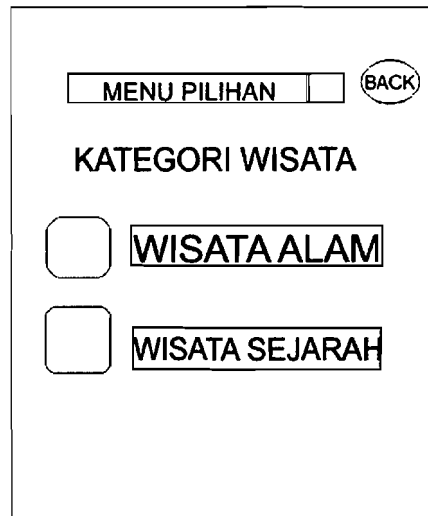 MENU PILIHAN
BACK
KATEGORI WISATA
WISATA ALAM
WISATA SEJARAH